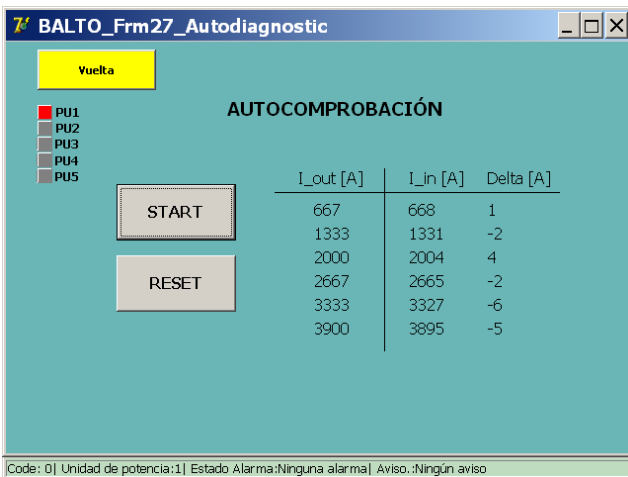 BALTO_Frm27_Autodiagnostic
Vuelta
AUTOCOMPROBACIÓN
PU1
PU2
PU3
PU4
PU5
START
RESET
I_out [A] I_in [A] Delta [A]
667 668 1
1333 1331 -2
2000 2004 4
2667 2665 -2
3333 3327 -6
3900 3895 -5
Code: 0| Unidad de potencia:1| Estado Alarma:Ninguna alarma| Aviso.:Ningún aviso